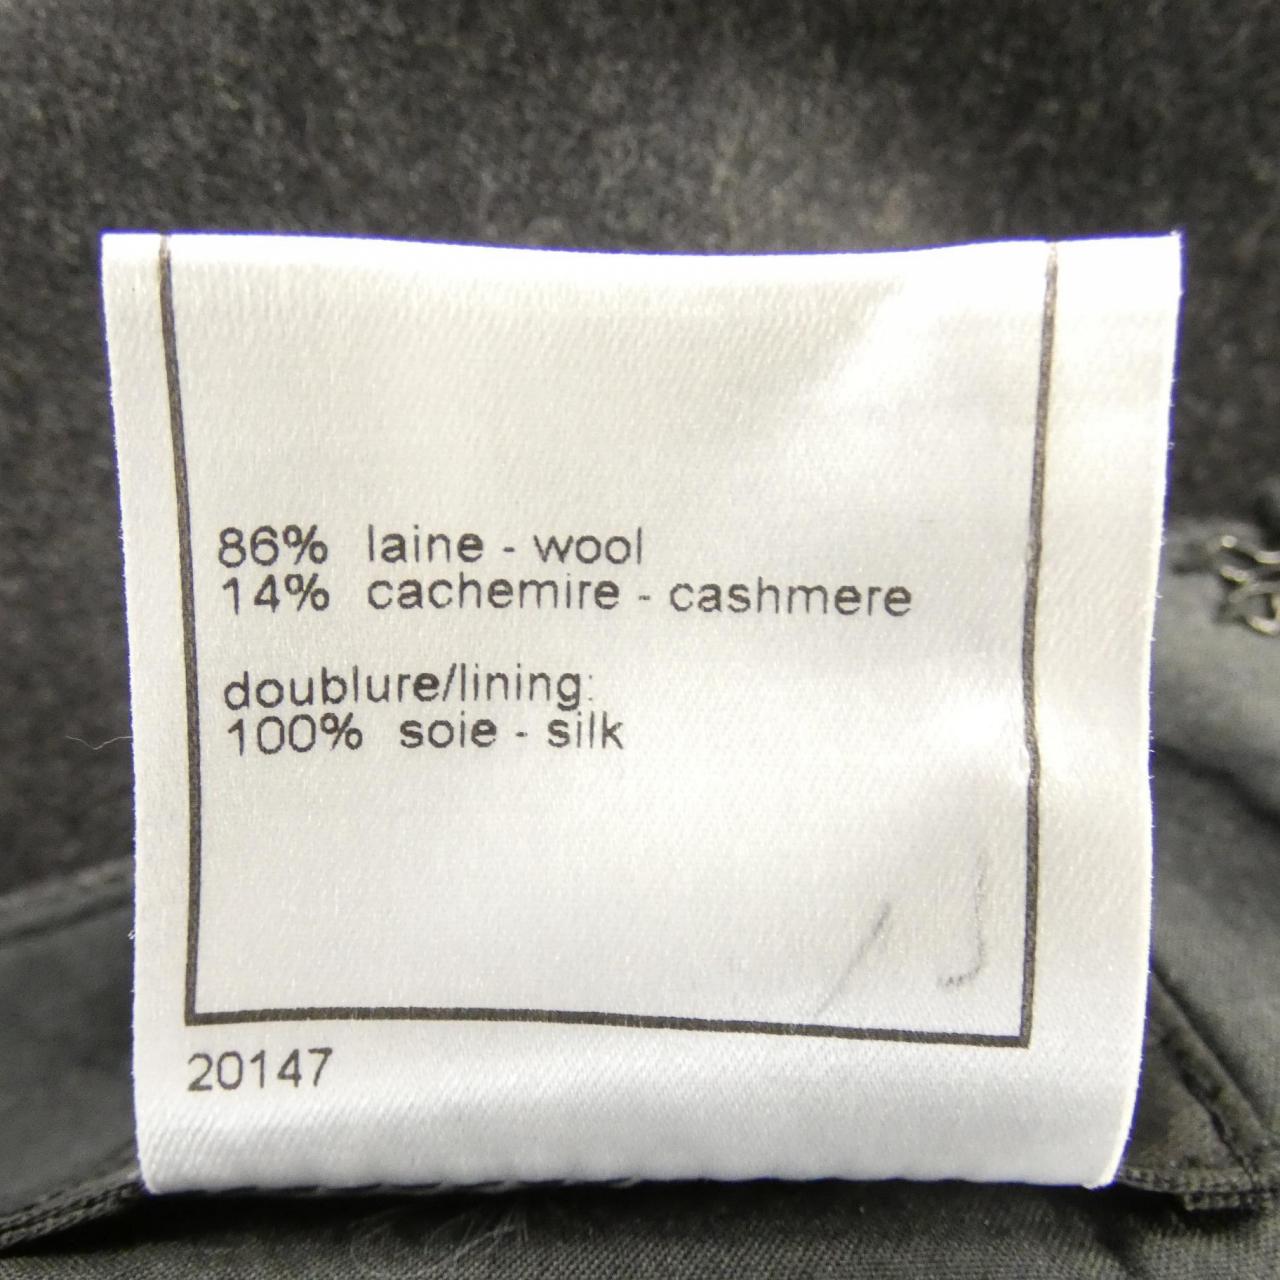 86% laine - wool
14% cachemire - cashmere
doublure/lining:
100% soie - silk
20147